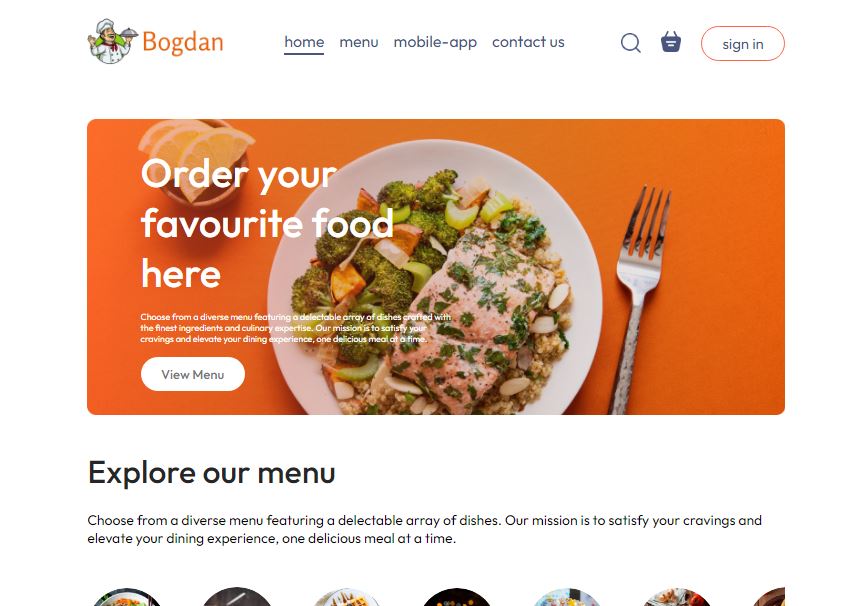 Bogdan
home menu mobile-app contact us
sign in
Order your
favourite food
here
Choose from a diverse menu featuring a delectable array of dishes crafted with
the finest ingredients and culinary expertise. Our mission is to satisfy your
cravings and elevate your dining experience, one delicious meal at a time.
View Menu
Explore our menu
Choose from a diverse menu featuring a delectable array of dishes. Our mission is to satisfy your cravings and
elevate your dining experience, one delicious meal at a time.